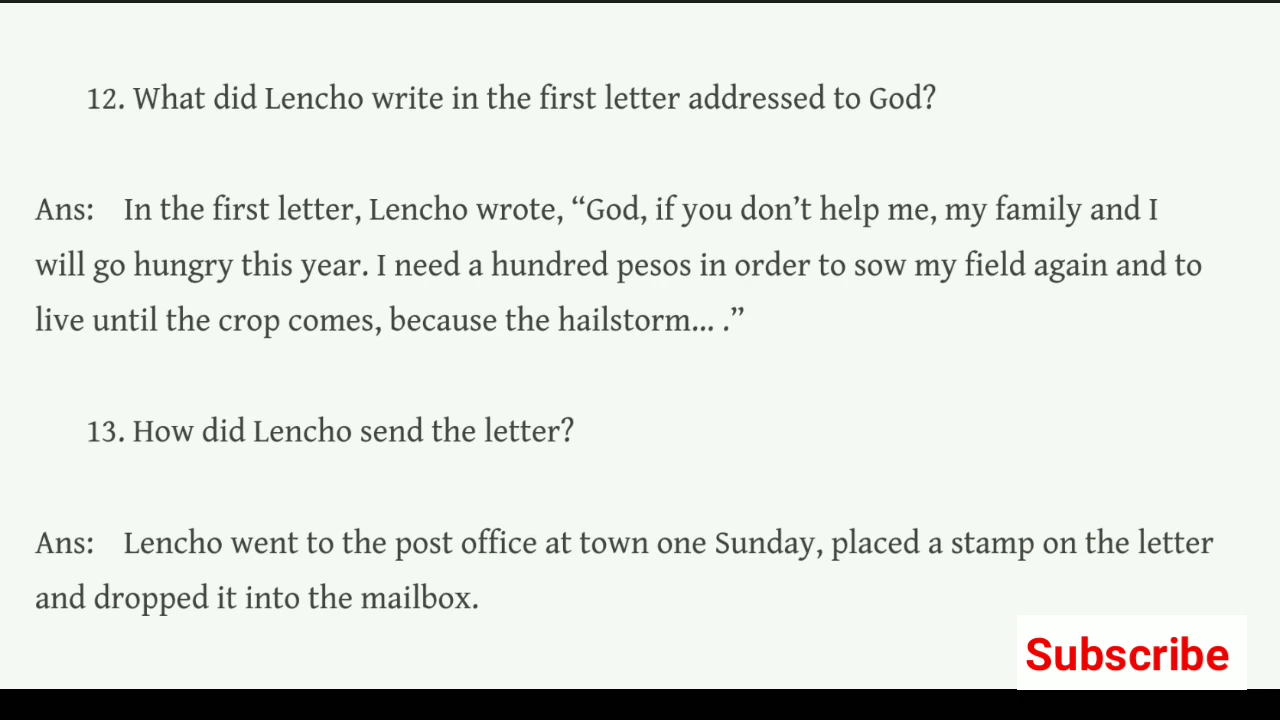 12. What did Lencho write in the first letter addressed to God?
Ans: In the first letter, Lencho wrote, “God, if you don’t help me, my family and I
will go hungry this year. I need a hundred pesos in order to sow my field again and to
live until the crop comes, because the hailstorm... .”
13. How did Lencho send the letter?
Ans: Lencho went to the post office at town one Sunday, placed a stamp on the letter
and dropped it into the mailbox.
Subscribe